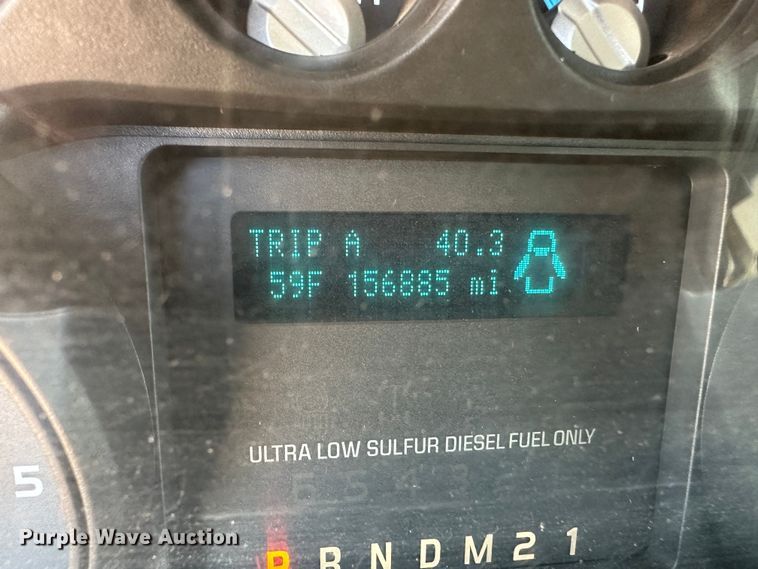 TRIP A 40.3
59F 156885 mi
ULTRA LOW SULFUR DIESEL FUEL ONLY
5
P R N D M 2 1
Purple Wave Auction